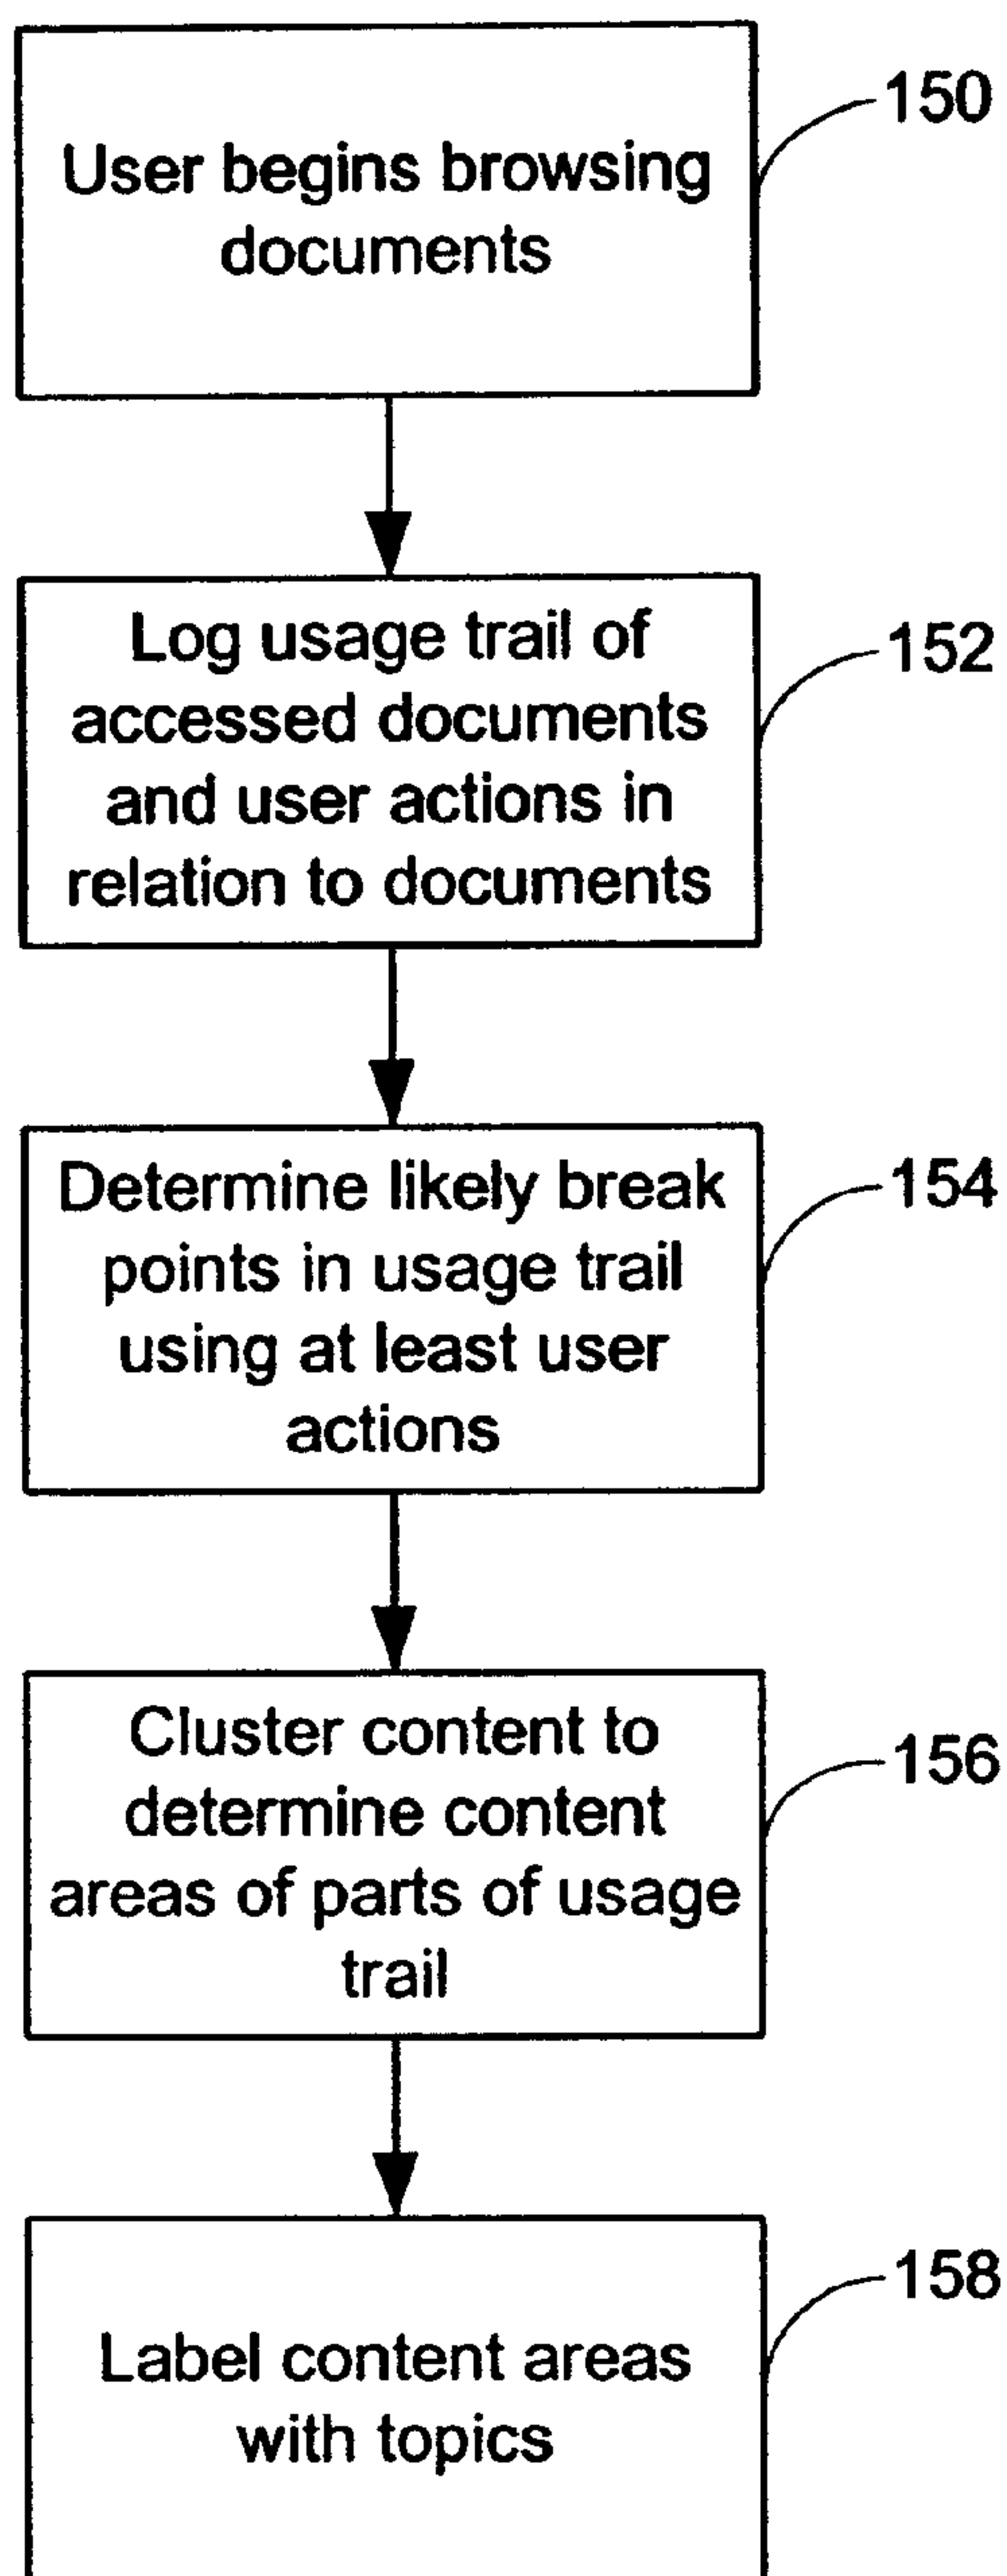 User begins browsing
documents
150
Log usage trail of
accessed documents
and user actions in
relation to documents
152
Determine likely break
points in usage trail
using at least user
actions
154
Cluster content to
determine content
areas of parts of usage
trail
156
Label content areas
with topics
158